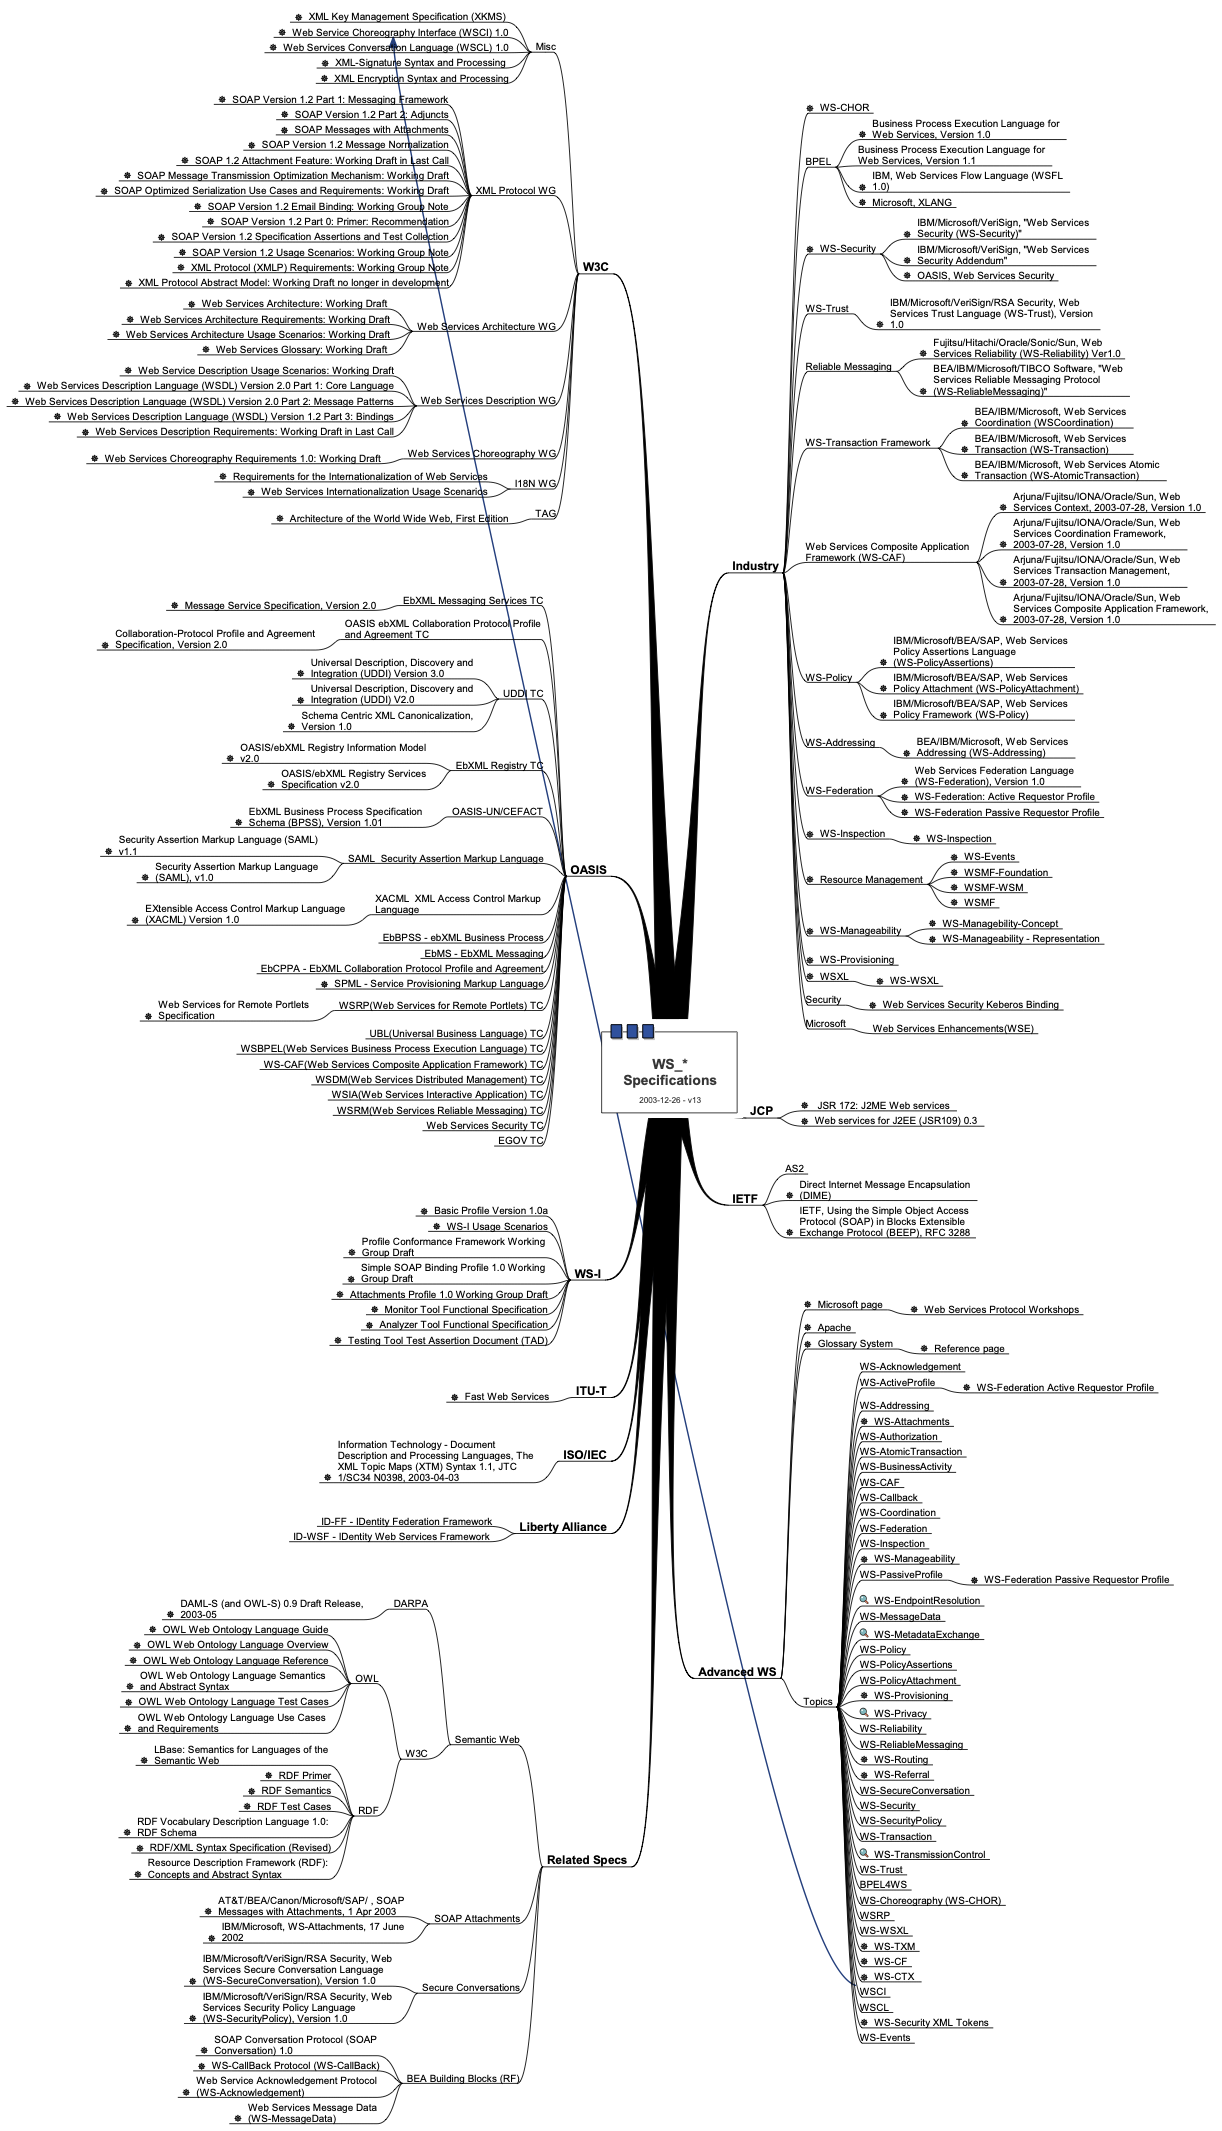 XML Key Management Specification (XKMS)
Web Service Choreography Interface (WSCI) 1.0
Web Services Conversation Language (WSCL) 1.0
XML-Signature Syntax and Processing
XML Encryption Syntax and Processing
Misc
SOAP Version 1.2 Part 1: Messaging Framework
SOAP Version 1.2 Part 2: Adjuncts
SOAP Messages with Attachments
SOAP Version 1.2 Message Normalization
SOAP 1.2 Attachment Feature: Working Draft in Last Call
SOAP Message Transmission Optimization Mechanism: Working Draft
SOAP Optimized Serialization Use Cases and Requirements: Working Draft
SOAP Version 1.2 Email Binding: Working Group Note
SOAP Version 1.2 Part 0: Primer: Recommendation
SOAP Version 1.2 Specification Assertions and Test Collection
SOAP Version 1.2 Usage Scenarios: Working Group Note
XML Protocol (XMLP) Requirements: Working Group Note
XML Protocol Abstract Model: Working Draft no longer in development
XML Protocol WG
Web Services Architecture: Working Draft
Web Services Architecture Requirements: Working Draft
Web Services Architecture Usage Scenarios: Working Draft
Web Services Glossary: Working Draft
Web Services Architecture WG
Web Service Description Usage Scenarios: Working Draft
Web Services Description Language (WSDL) Version 2.0 Part 1: Core Language
Web Services Description Language (WSDL) Version 2.0 Part 2: Message Patterns
Web Services Description Language (WSDL) Version 1.2 Part 3: Bindings
Web Services Description Requirements: Working Draft in Last Call
Web Services Description WG
Web Services Choreography Requirements 1.0: Working Draft
Web Services Choreography WG
Requirements for the Internationalization of Web Services
Web Services Internationalization Usage Scenarios
I18N WG
Architecture of the World Wide Web, First Edition
TAG
W3C
Message Service Specification, Version 2.0
EbXML Messaging Services TC
Collaboration-Protocol Profile and Agreement
Specification, Version 2.0
OASIS ebXML Collaboration Protocol Profile
and Agreement TC
Universal Description, Discovery and
Integration (UDDI) Version 3.0
Universal Description, Discovery and
Integration (UDDI) V2.0
Schema Centric XML Canonicalization,
Version 1.0
UDDI TC
OASIS/ebXML Registry Information Model
v2.0
OASIS/ebXML Registry Services
Specification v2.0
EbXML Registry TC
EbXML Business Process Specification
Schema (BPSS), Version 1.01
OASIS-UN/CEFACT
Security Assertion Markup Language (SAML)
v1.1
Security Assertion Markup Language
(SAML), v1.0
SAML Security Assertion Markup Language
EXtensible Access Control Markup Language
(XACML) Version 1.0
XACML XML Access Control Markup
Language
EbBPSS - ebXML Business Process
EbMS - EbXML Messaging
EbCPPA - EbXML Collaboration Protocol Profile and Agreement
SPML - Service Provisioning Markup Language
Web Services for Remote Portlets
Specification
WSRP(Web Services for Remote Portlets) TC
UBL(Universal Business Language) TC
WSBPEL(Web Services Business Process Execution Language) TC
WS-CAF(Web Services Composite Application Framework) TC
WSDM(Web Services Distributed Management) TC
WSIA(Web Services Interactive Application) TC
WSRM(Web Services Reliable Messaging) TC
Web Services Security TC
EGOV TC
OASIS
Basic Profile Version 1.0a
WS-I Usage Scenarios
Profile Conformance Framework Working
Group Draft
Simple SOAP Binding Profile 1.0 Working
Group Draft
Attachments Profile 1.0 Working Group Draft
Monitor Tool Functional Specification
Analyzer Tool Functional Specification
Testing Tool Test Assertion Document (TAD)
WS-I
Fast Web Services
ITU-T
Information Technology - Document
Description and Processing Languages, The
XML Topic Maps (XTM) Syntax 1.1, JTC
1/SC34 N0398, 2003-04-03
ISO/IEC
ID-FF - IDentity Federation Framework
ID-WSF - IDentity Web Services Framework
Liberty Alliance
DAML-S (and OWL-S) 0.9 Draft Release,
2003-05
DARPA
OWL Web Ontology Language Guide
OWL Web Ontology Language Overview
OWL Web Ontology Language Reference
OWL Web Ontology Language Semantics
and Abstract Syntax
OWL Web Ontology Language Test Cases
OWL Web Ontology Language Use Cases
and Requirements
OWL
LBase: Semantics for Languages of the
Semantic Web
RDF Primer
RDF Semantics
RDF Test Cases
RDF Vocabulary Description Language 1.0:
RDF Schema
RDF/XML Syntax Specification (Revised)
Resource Description Framework (RDF):
Concepts and Abstract Syntax
RDF
W3C
Semantic Web
AT&T/BEA/Canon/Microsoft/SAP/ , SOAP
Messages with Attachments, 1 Apr 2003
IBM/Microsoft, WS-Attachments, 17 June
2002
SOAP Attachments
IBM/Microsoft/VeriSign/RSA Security, Web
Services Secure Conversation Language
(WS-SecureConversation), Version 1.0
IBM/Microsoft/VeriSign/RSA Security, Web
Services Security Policy Language
(WS-SecurityPolicy), Version 1.0
Secure Conversations
SOAP Conversation Protocol (SOAP
Conversation) 1.0
WS-CallBack Protocol (WS-CallBack)
Web Service Acknowledgement Protocol
(WS-Acknowledgement)
Web Services Message Data
(WS-MessageData)
BEA Building Blocks (RF)
Related Specs
WS_*
Specifications
2003-12-26 - v13
Industry
WS-CHOR
BPEL
Business Process Execution Language for
Web Services, Version 1.0
Business Process Execution Language for
Web Services, Version 1.1
IBM, Web Services Flow Language (WSFL
1.0)
Microsoft, XLANG
WS-Security
IBM/Microsoft/VeriSign, "Web Services
Security (WS-Security)"
IBM/Microsoft/VeriSign, "Web Services
Security Addendum"
OASIS, Web Services Security
WS-Trust
IBM/Microsoft/VeriSign/RSA Security, Web
Services Trust Language (WS-Trust), Version
1.0
Reliable Messaging
Fujitsu/Hitachi/Oracle/Sonic/Sun, Web
Services Reliability (WS-Reliability) Ver1.0
BEA/IBM/Microsoft/TIBCO Software, "Web
Services Reliable Messaging Protocol
(WS-ReliableMessaging)"
WS-Transaction Framework
BEA/IBM/Microsoft, Web Services
Coordination (WSCoordination)
BEA/IBM/Microsoft, Web Services
Transaction (WS-Transaction)
BEA/IBM/Microsoft, Web Services Atomic
Transaction (WS-AtomicTransaction)
Web Services Composite Application
Framework (WS-CAF)
Arjuna/Fujitsu/IONA/Oracle/Sun, Web
Services Context, 2003-07-28, Version 1.0
Arjuna/Fujitsu/IONA/Oracle/Sun, Web
Services Coordination Framework,
2003-07-28, Version 1.0
Arjuna/Fujitsu/IONA/Oracle/Sun, Web
Services Transaction Management,
2003-07-28, Version 1.0
Arjuna/Fujitsu/IONA/Oracle/Sun, Web
Services Composite Application Framework,
2003-07-28, Version 1.0
WS-Policy
IBM/Microsoft/BEA/SAP, Web Services
Policy Assertions Language
(WS-PolicyAssertions)
IBM/Microsoft/BEA/SAP, Web Services
Policy Attachment (WS-PolicyAttachment)
IBM/Microsoft/BEA/SAP, Web Services
Policy Framework (WS-Policy)
WS-Addressing
BEA/IBM/Microsoft, Web Services
Addressing (WS-Addressing)
WS-Federation
Web Services Federation Language
(WS-Federation), Version 1.0
WS-Federation: Active Requestor Profile
WS-Federation Passive Requestor Profile
WS-Inspection
WS-Inspection
Resource Management
WS-Events
WSMF-Foundation
WSMF-WSM
WSMF
WS-Manageability
WS-Managebility-Concept
WS-Manageability - Representation
WS-Provisioning
WSXL
WS-WSXL
Security
Web Services Security Keberos Binding
Microsoft
Web Services Enhancements(WSE)
JCP
JSR 172: J2ME Web services
Web services for J2EE (JSR109) 0.3
IETF
AS2
Direct Internet Message Encapsulation
(DIME)
IETF, Using the Simple Object Access
Protocol (SOAP) in Blocks Extensible
Exchange Protocol (BEEP), RFC 3288
Advanced WS
Microsoft page
Web Services Protocol Workshops
Apache
Glossary System
Reference page
Topics
WS-Acknowledgement
WS-ActiveProfile
WS-Federation Active Requestor Profile
WS-Addressing
WS-Attachments
WS-Authorization
WS-AtomicTransaction
WS-BusinessActivity
WS-CAF
WS-Callback
WS-Coordination
WS-Federation
WS-Inspection
WS-Manageability
WS-PassiveProfile
WS-Federation Passive Requestor Profile
WS-EndpointResolution
WS-MessageData
WS-MetadataExchange
WS-Policy
WS-PolicyAssertions
WS-PolicyAttachment
WS-Provisioning
WS-Privacy
WS-Reliability
WS-ReliableMessaging
WS-Routing
WS-Referral
WS-SecureConversation
WS-Security
WS-SecurityPolicy
WS-Transaction
WS-TransmissionControl
WS-Trust
BPEL4WS
WS-Choreography (WS-CHOR)
WSRP
WS-WSXL
WS-TXM
WS-CF
WS-CTX
WSCI
WSCL
WS-Security XML Tokens
WS-Events